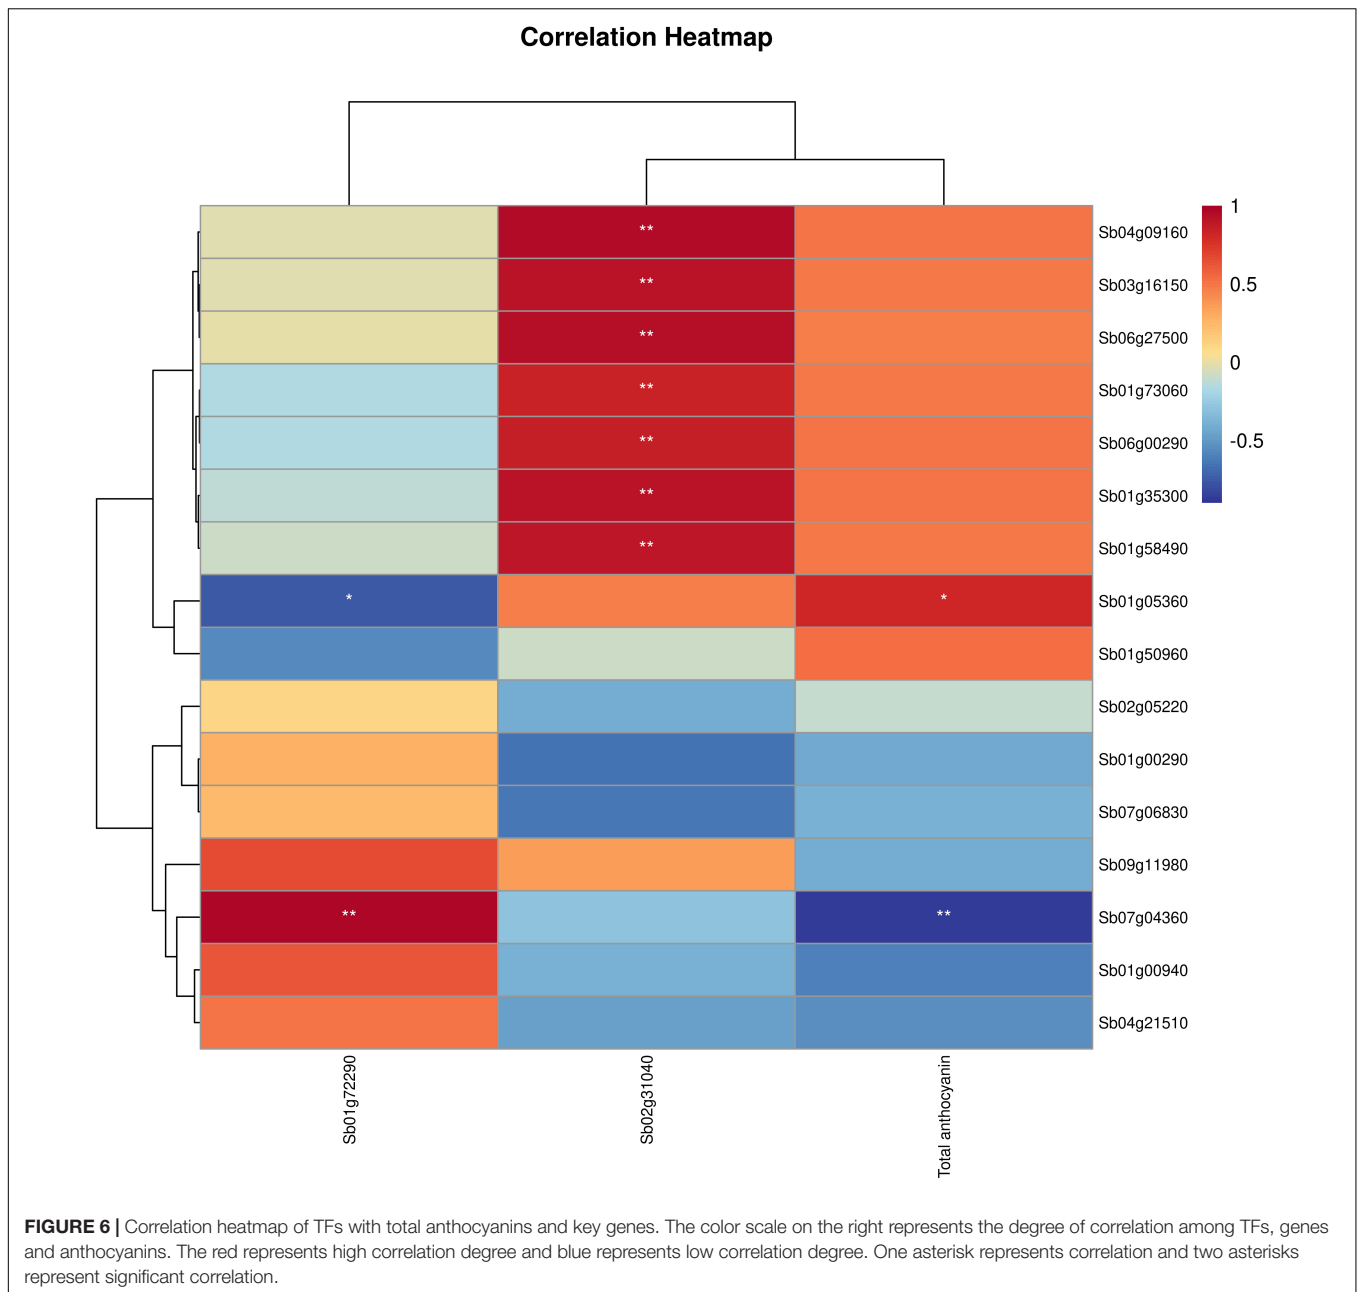 Correlation Heatmap
**
Sb04g09160
**
Sb03g16150
**
Sb06g27500
**
Sb01g73060
**
Sb06g00290
**
Sb01g35300
**
Sb01g58490
* *
Sb01g05360
Sb01g50960
Sb02g05220
Sb01g00290
Sb07g06830
Sb09g11980
** **
Sb07g04360
Sb01g00940
Sb04g21510
1
0.5
0
-0.5
Sb01g72290
Sb02g31040
Total anthocyanin
FIGURE 6 | Correlation heatmap of TFs with total anthocyanins and key genes. The color scale on the right represents the degree of correlation among TFs, genes
and anthocyanins. The red represents high correlation degree and blue represents low correlation degree. One asterisk represents correlation and two asterisks
represent significant correlation.